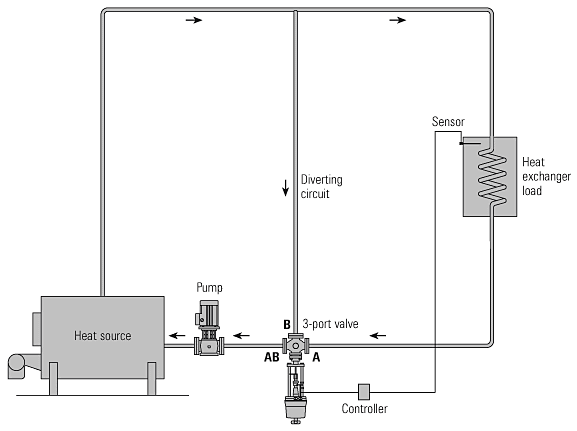 Sensor
Heat
exchanger
load
Diverting
circuit
Pump
B 3-port valve
Heat source
AB A
Controller